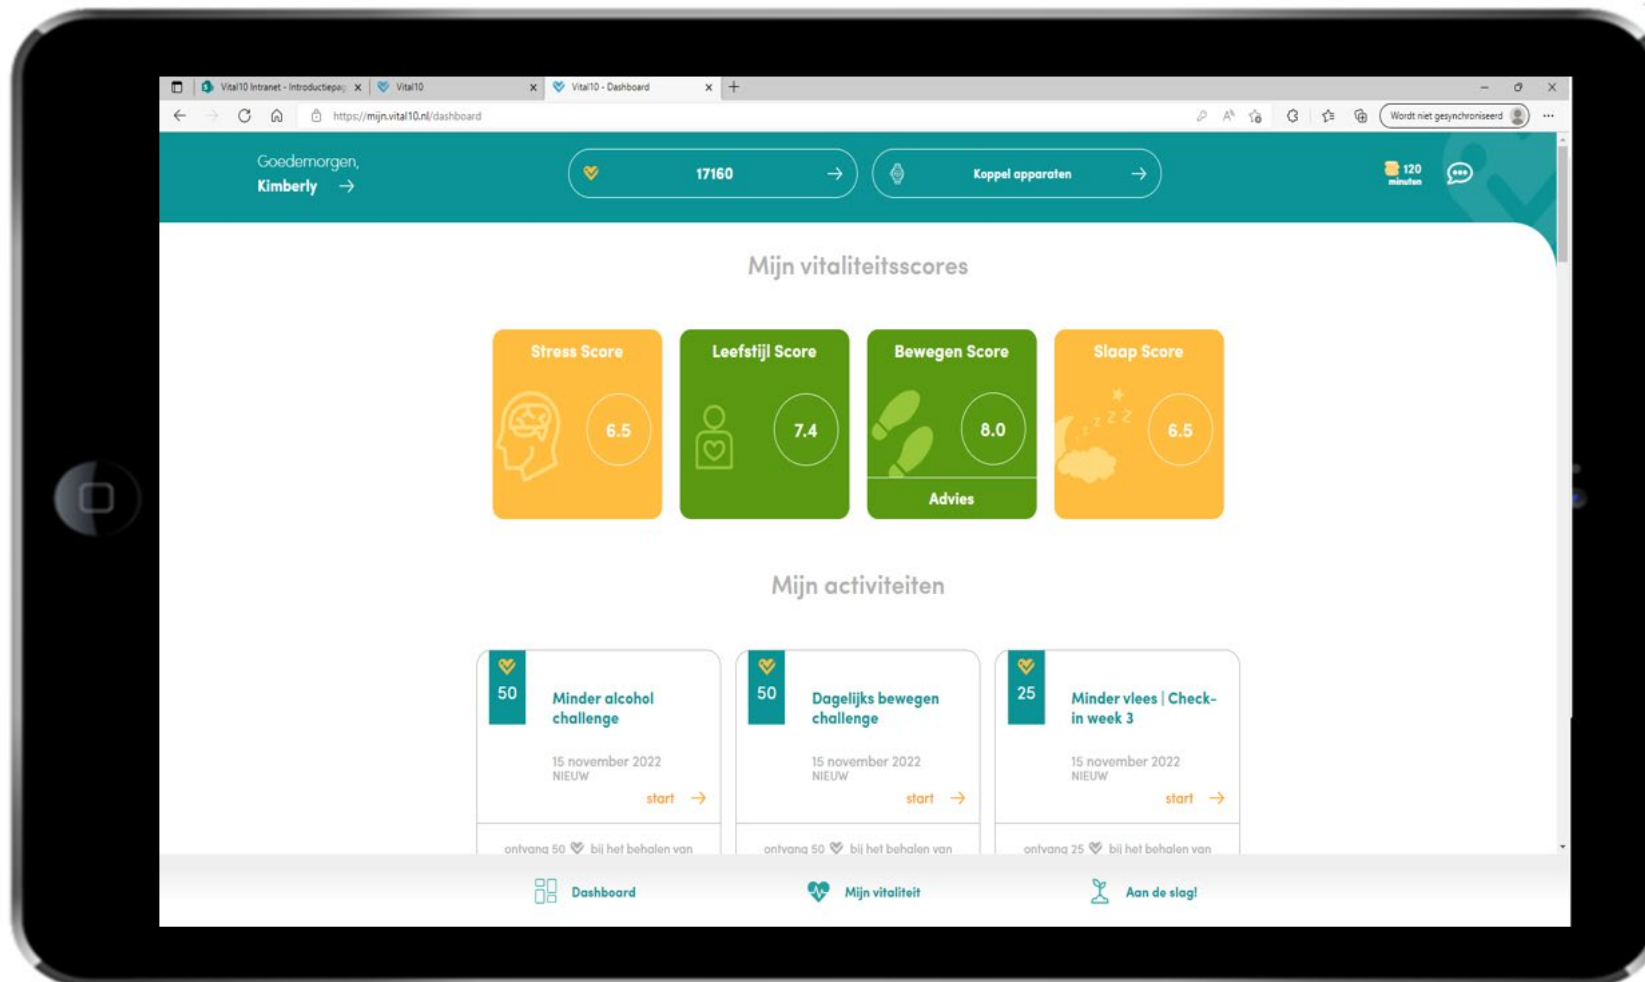 Vital10 Intranet - Introductiepag
Vital10
Vital10 - Dashboard
https://mijn.vital10.nl/dashboard
Wordt niet gesynchroniseerd
Goedemorgen,
Kimberly
17160
Koppel apparaten
120
minuten
Mijn vitaliteitsscores
Stress Score
6.5
Leefstijl Score
7.4
Bewegen Score
8.0
Advies
Slaap Score
z z z z
6.5
Mijn activiteiten
50
Minder alcohol
challenge
15 november 2022
NIEUW
start
ontvang 50 bij het behalen van
50
Dagelijks bewegen
challenge
15 november 2022
NIEUW
start
ontvang 50 bij het behalen van
25
Minder vlees | Check-
in week 3
15 november 2022
NIEUW
start
ontvang 25 bij het behalen van
Dashboard
Mijn vitaliteit
Aan de slag!